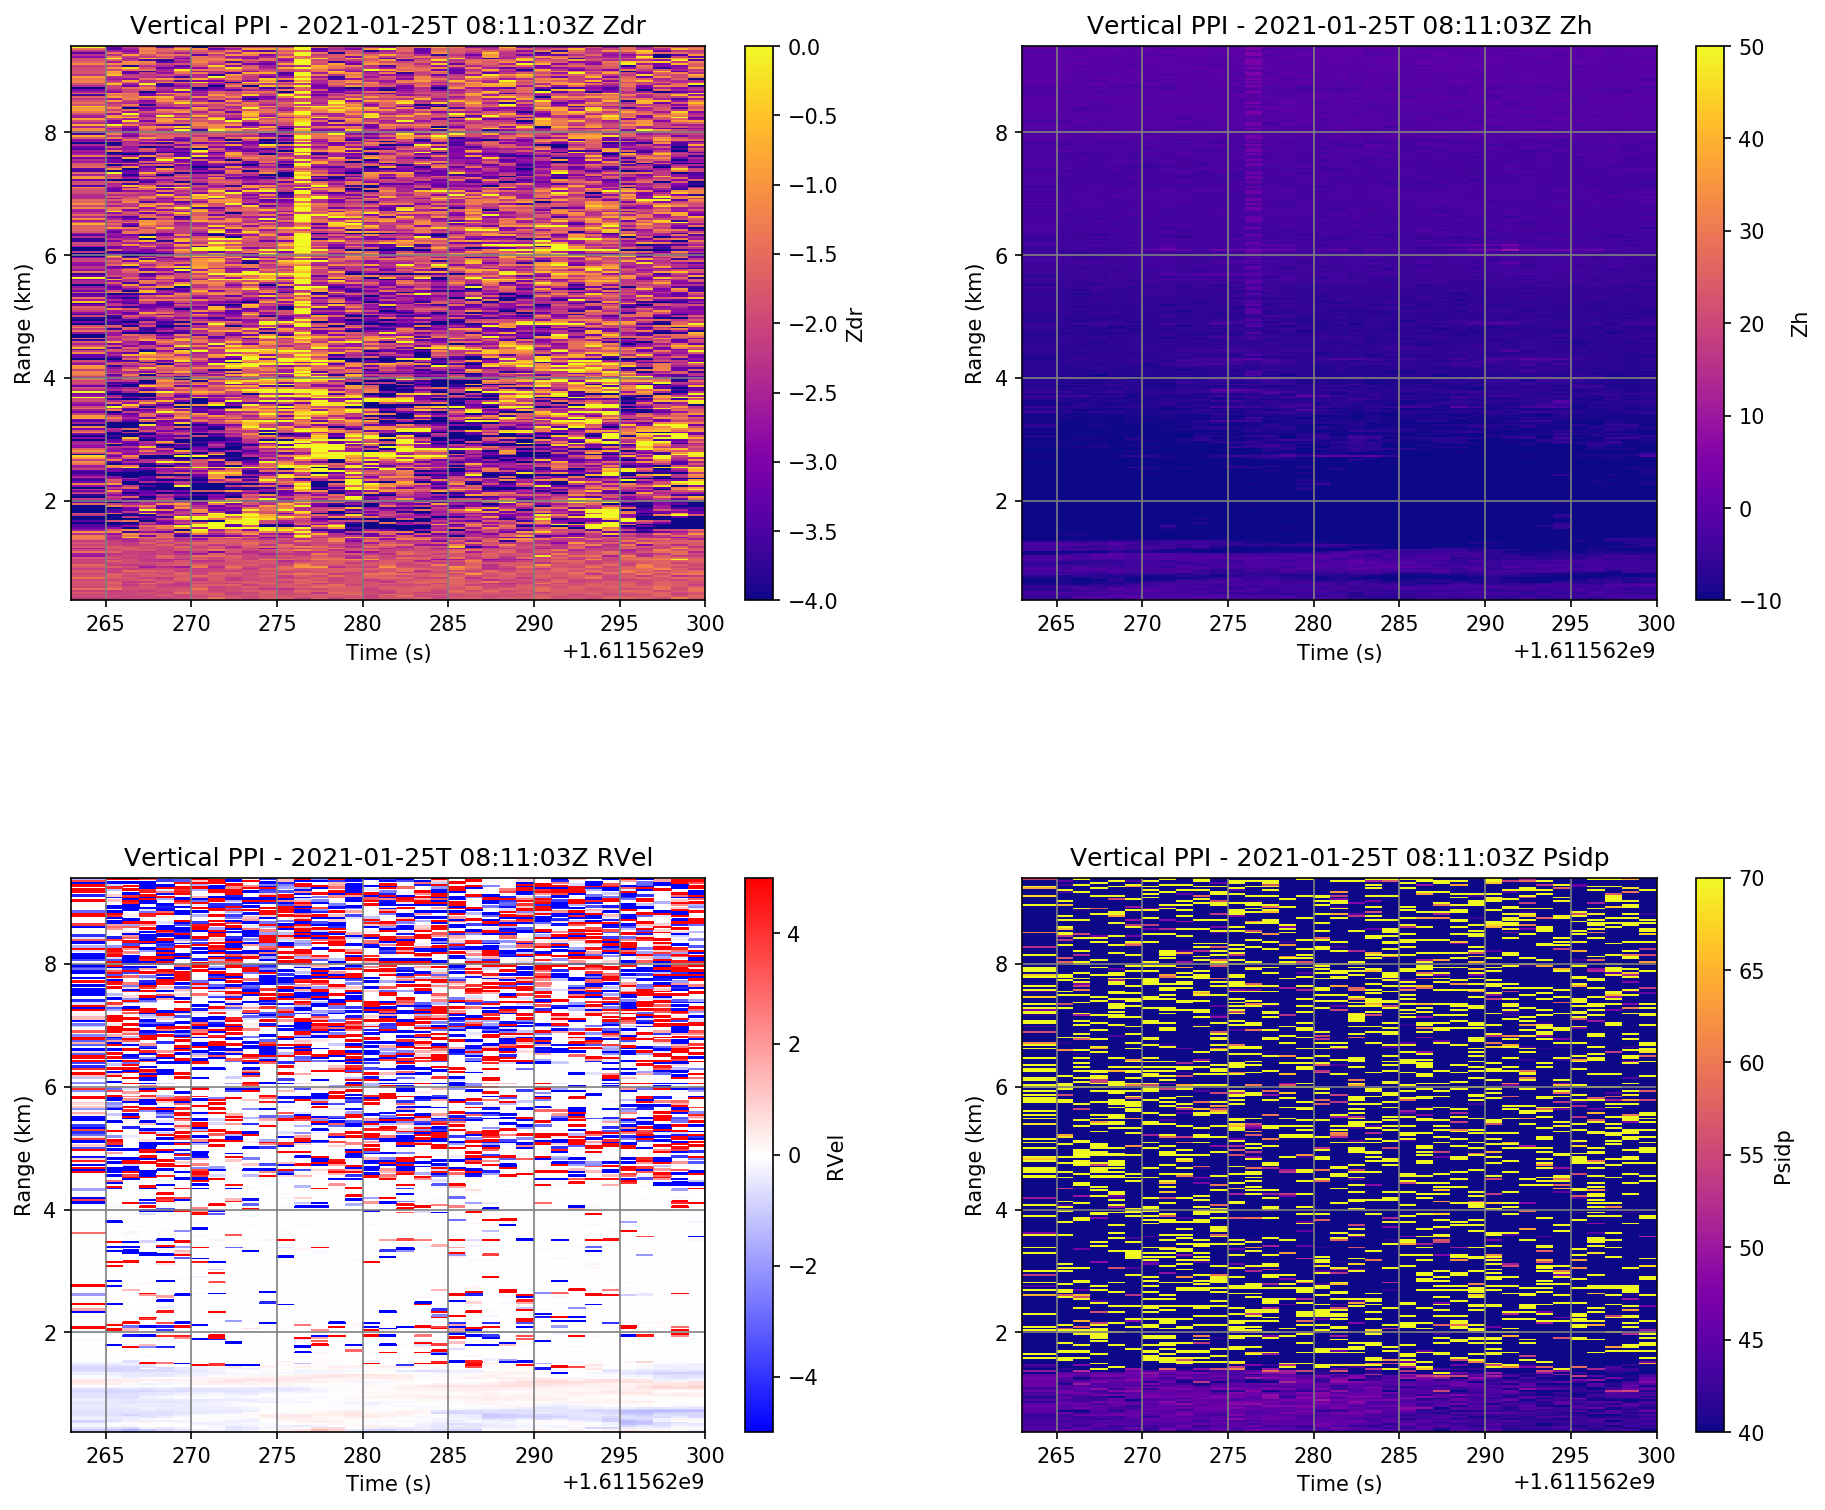 Vertical PPI - 2021-01-25T 08:11:03Z Zdr
Range (km)
8
6
4
2
265 270 275 280 285 290 295 300
Time (s)
+1.611562e9
0.0
−0.5
−1.0
−1.5
−2.0
−2.5
−3.0
−3.5
−4.0
Zdr
Vertical PPI - 2021-01-25T 08:11:03Z Zh
Range (km)
8
6
4
2
265 270 275 280 285 290 295 300
Time (s)
+1.611562e9
50
40
30
20
10
0
−10
Zh
Vertical PPI - 2021-01-25T 08:11:03Z RVel
Range (km)
8
6
4
2
265 270 275 280 285 290 295 300
Time (s)
+1.611562e9
4
2
0
−2
−4
RVel
Vertical PPI - 2021-01-25T 08:11:03Z Psidp
Range (km)
8
6
4
2
265 270 275 280 285 290 295 300
Time (s)
+1.611562e9
70
65
60
55
50
45
40
Psidp